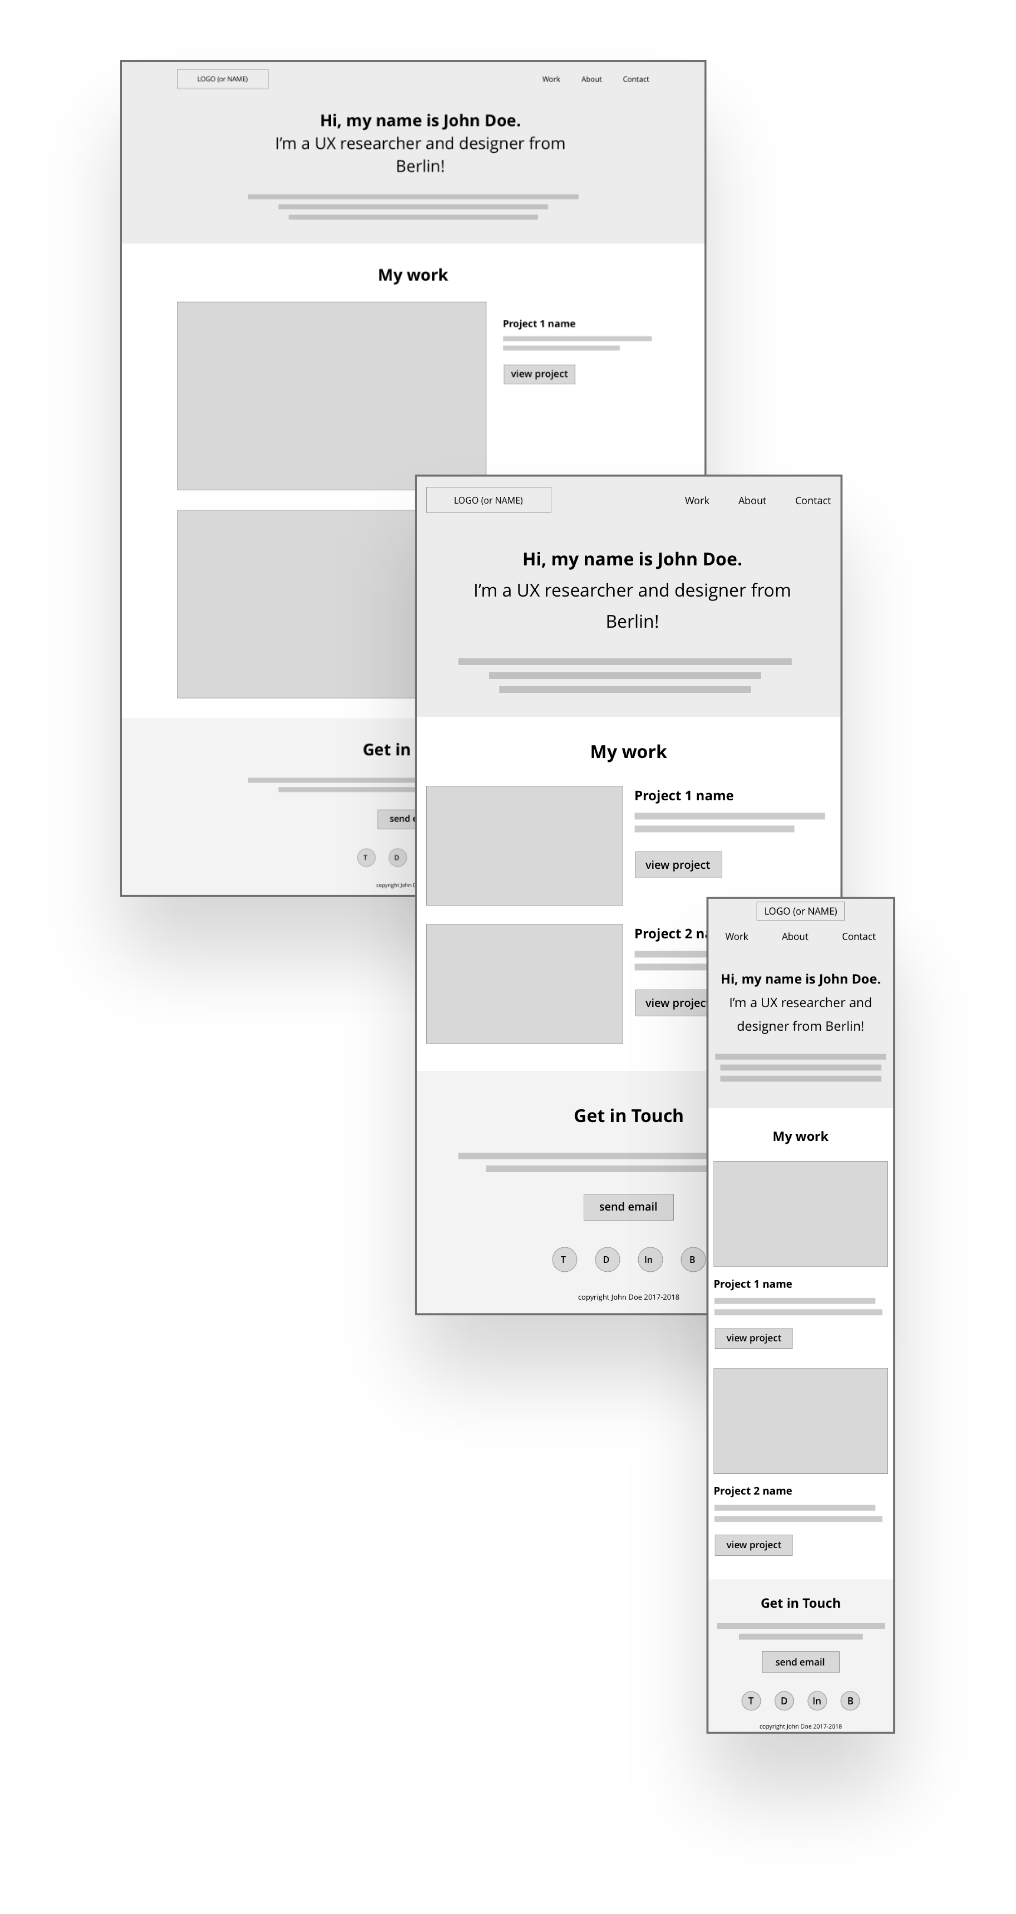 LOGO (or NAME)
Work About Contact
Hi, my name is John Doe.
I'm a UX researcher and designer from
Berlin!
My work
Project 1 name
view project
Get in
send
T D
copyright John
LOGO (or NAME)
Work About Contact
Hi, my name is John Doe.
I'm a UX researcher and designer from
Berlin!
My work
Project 1 name
view project
Project 2
view
Get in Touch
send email
T D In B
copyright John Doe 2017-2018
LOGO (or NAME)
Work About Contact
Hi, my name is John Doe.
I'm a UX researcher and
designer from Berlin!
My work
Project 1 name
view project
Project 2 name
view project
Get in Touch
send email
T D In B
copyright John Doe 2017-2018